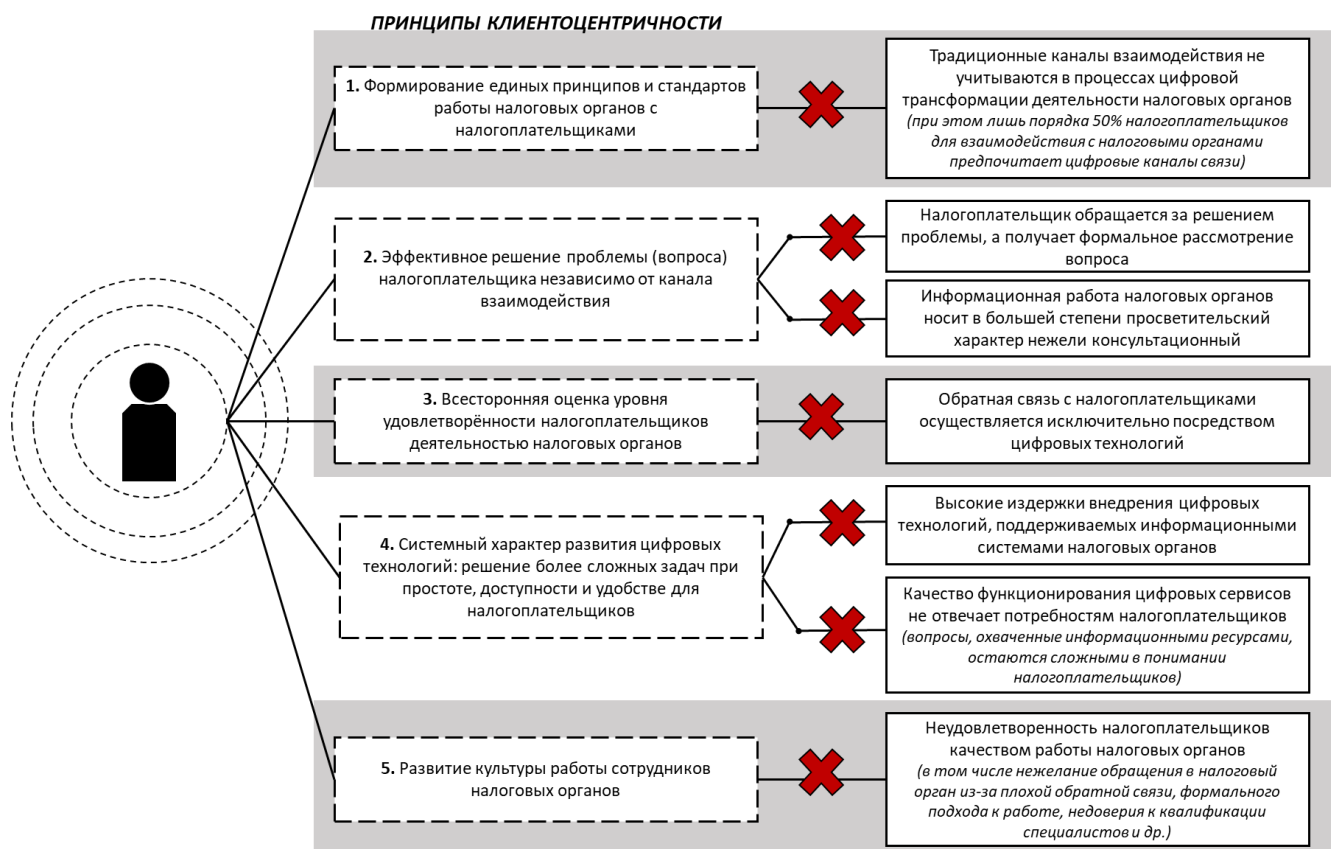 ПРИНЦИПЫ КЛИЕНТОЦЕНТРИЧНОСТИ
1. Формирование единых принципов и стандартов
работы налоговых органов с
налогоплательщиками
Традиционные каналы взаимодействия не
учитываются в процессах цифровой
трансформации деятельности налоговых органов
(при этом лишь порядка 50% налогоплательщиков
для взаимодействия с налоговыми органами
предпочитает цифровые каналы связи)
2. Эффективное решение проблемы (вопроса)
налогоплательщика независимо от канала
взаимодействия
Налогоплательщик обращается за решением
проблемы, а получает формальное рассмотрение
вопроса
Информационная работа налоговых органов
носит в большей степени просветительский
характер нежели консультационный
3. Всесторонняя оценка уровня
удовлетворённости налогоплательщиков
деятельностью налоговых органов
Обратная связь с налогоплательщиками
осуществляется исключительно посредством
цифровых технологий
4. Системный характер развития цифровых
технологий: решение более сложных задач при
простоте, доступности и удобстве для
налогоплательщиков
Высокие издержки внедрения цифровых
технологий, поддерживаемых информационными
системами налоговых органов
Качество функционирования цифровых сервисов
не отвечает потребностям налогоплательщиков
(вопросы, охваченные информационными ресурсами,
остаются сложными в понимании
налогоплательщиков)
5. Развитие культуры работы сотрудников
налоговых органов
Неудовлетворенность налогоплательщиков
качеством работы налоговых органов
(в том числе нежелание обращения в налоговый
орган из-за плохой обратной связи, формального
подхода к работе, недоверия к квалификации
специалистов и др.)